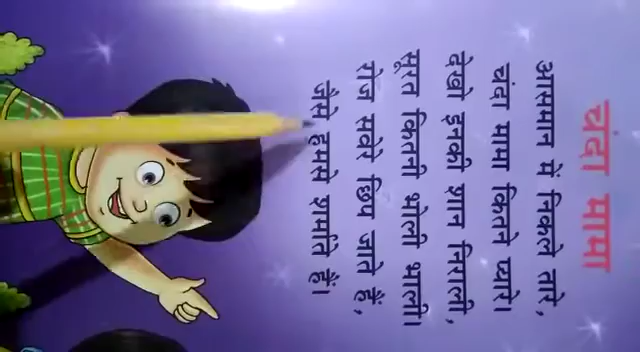 चंदा मामा
आसमान में निकले तारे,
चंदा मामा कितने प्यारे।
देखो इनकी शान निराली,
सूरत कितनी भोली भाली।
रोज सवेरे छिप जाते हैं,
जैसे हमसे शर्माते हैं।